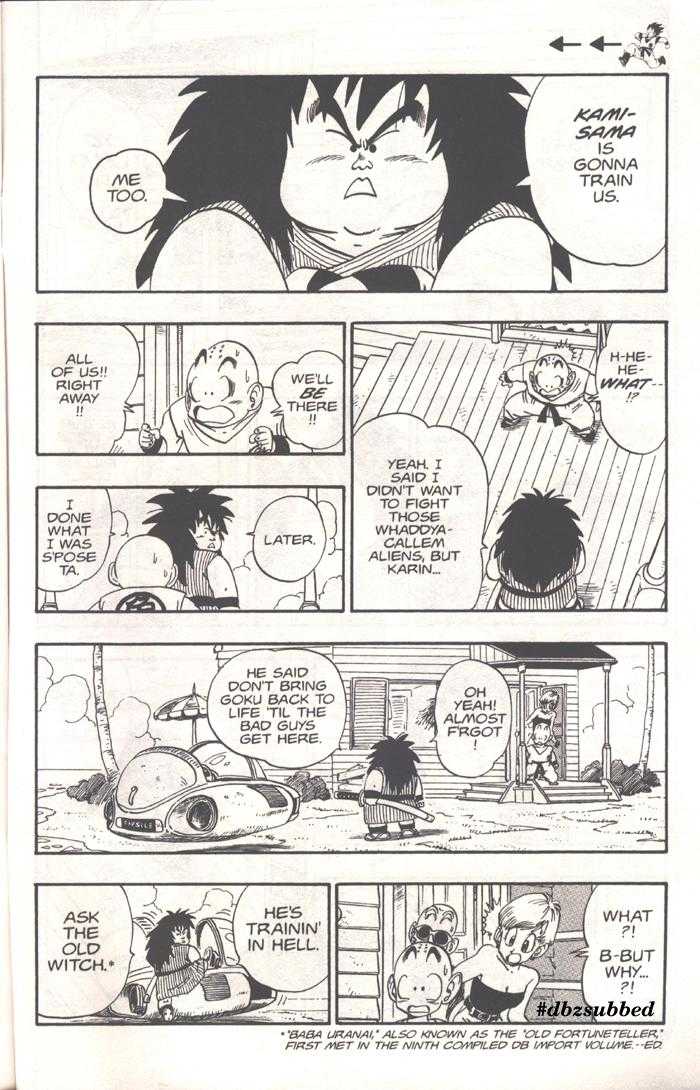 KAMI-
SAMA
IS
GONNA
TRAIN
US.
ME
TOO.
H-HE-
HE-
WHAT--
!?
YEAH. I
SAID I
DIDN'T WANT
TO FIGHT
THOSE
WHADDYA-
CALLEM
ALIENS, BUT
KARIN...
WE'LL
BE
THERE
!!
ALL
OF US!!
RIGHT
AWAY
!!
LATER.
I
DONE
WHAT
I WAS
S'POSE
TA.
OH
YEAH!
ALMOST
F'RGOT
!
HE SAID
DON'T BRING
GOKU BACK TO
LIFE 'TIL THE
BAD GUYS
GET HERE.
WHAT
?!
B-BUT
WHY...
?!
HE'S
TRAININ'
IN HELL.
ASK
THE
OLD
WITCH.*
#dbzsubbed
*"BABA URANAI," ALSO KNOWN AS THE "OLD FORTUNETELLER,"
FIRST MET IN THE NINTH COMPILED DB IMPORT VOLUME.--ED.